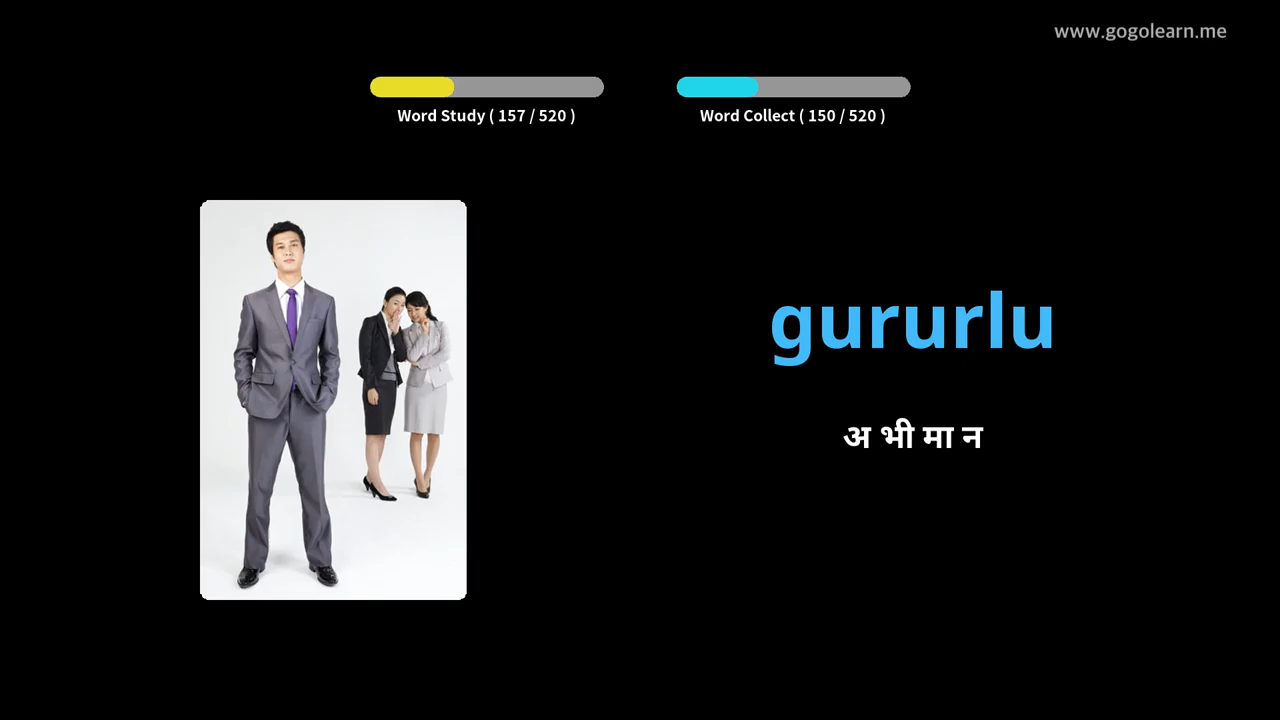 www.gogolearn.me
Word Study ( 157 / 520 )
Word Collect ( 150 / 520 )
gururlu
अ भी मा न